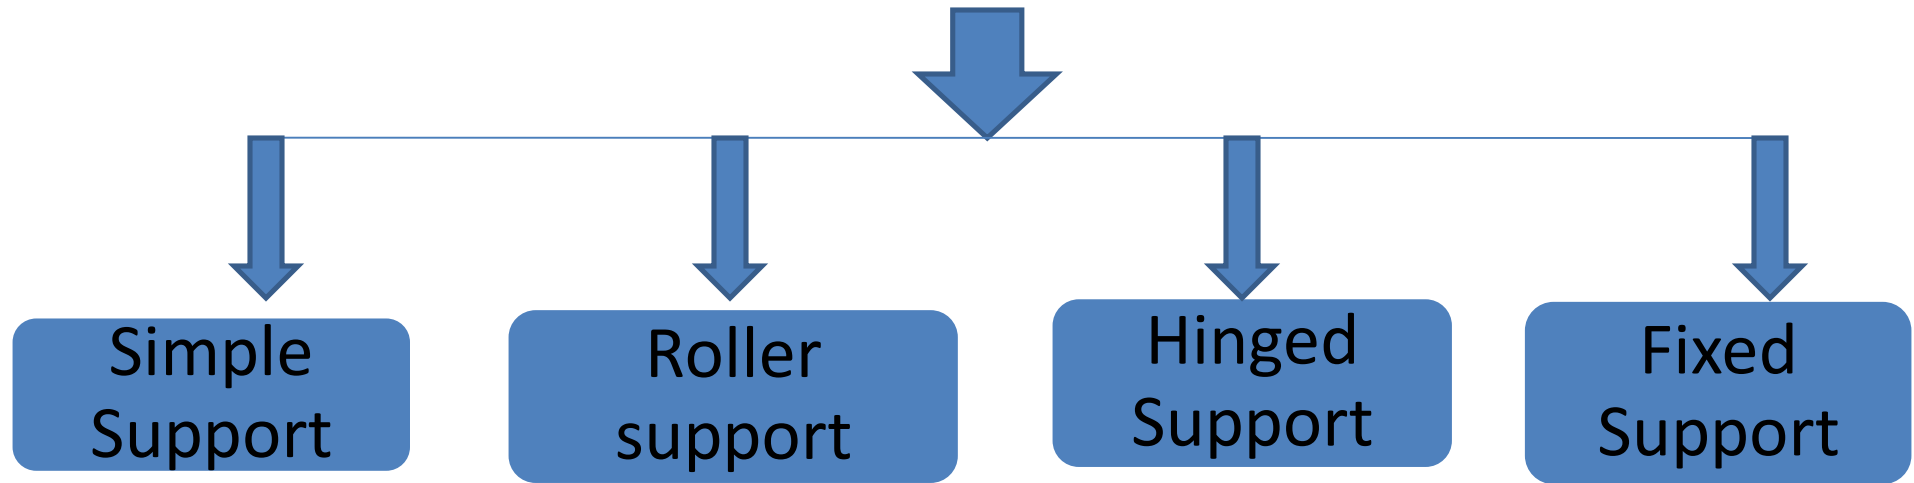 Simple
Support
Roller
support
Hinged
Support
Fixed
Support